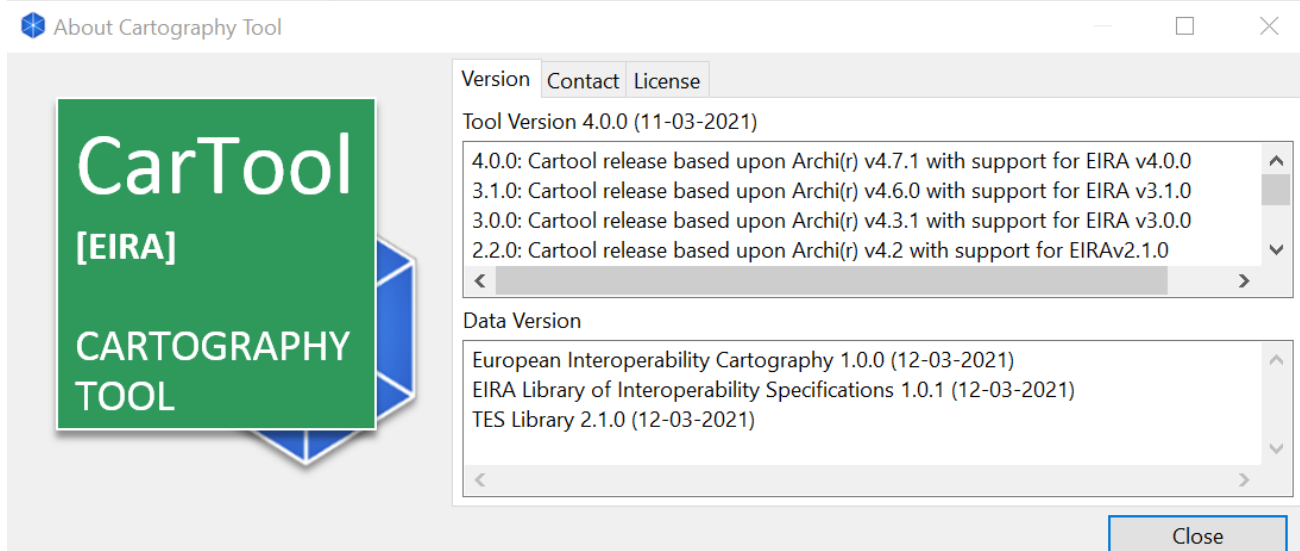 About Cartography Tool
CarTool
[EIRA]
CARTOGRAPHY
TOOL
Version Contact License
Tool Version 4.0.0 (11-03-2021)
4.0.0: Cartool release based upon Archi(r) v4.7.1 with support for EIRA v4.0.0
3.1.0: Cartool release based upon Archi(r) v4.6.0 with support for EIRA v3.1.0
3.0.0: Cartool release based upon Archi(r) v4.3.1 with support for EIRA v3.0.0
2.2.0: Cartool release based upon Archi(r) v4.2 with support for EIRAv2.1.0
Data Version
European Interoperability Cartography 1.0.0 (12-03-2021)
EIRA Library of Interoperability Specifications 1.0.1 (12-03-2021)
TES Library 2.1.0 (12-03-2021)
Close